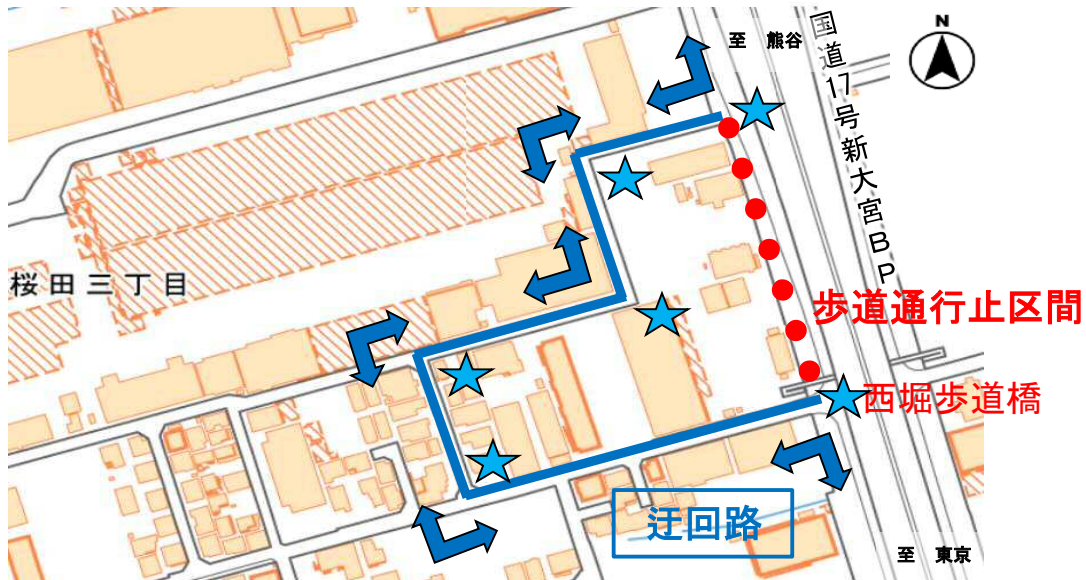 至 熊谷
国道17号新大宮BP
N
桜田三丁目
歩道通行止区間
西堀歩道橋
迂回路
至 東京